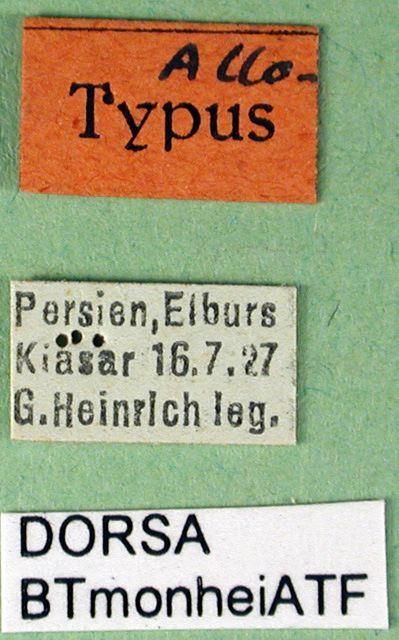 Allo-
Typus
Persien, Elburs
Kiäsar 16.7.27
G. Heinrich leg.
DORSA
BTmonheiATF